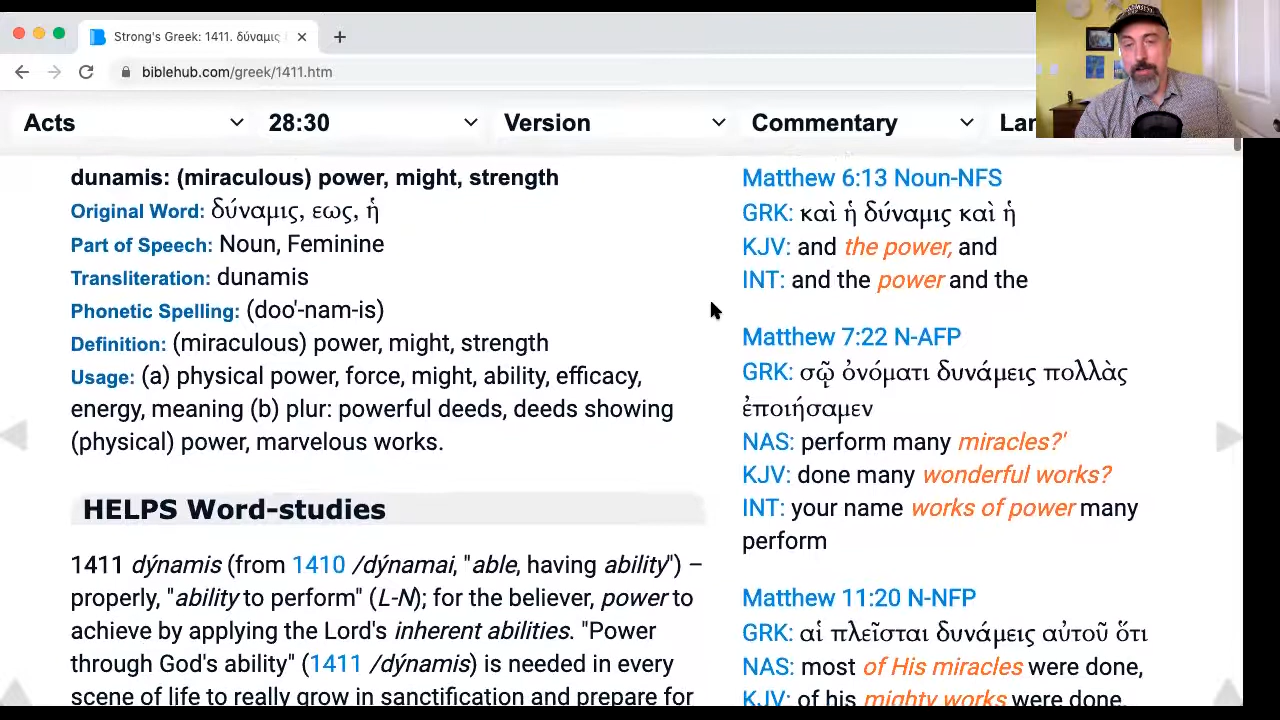 Strong's Greek: 1411. δύναμις
biblehub.com/greek/1411.htm
Acts
28:30
Version
Commentary
Lan
dunamis: (miraculous) power, might, strength
Original Word: δύναμις, εως, ἡ
Part of Speech: Noun, Feminine
Transliteration: dunamis
Phonetic Spelling: (doo'-nam-is)
Definition: (miraculous) power, might, strength
Usage: (a) physical power, force, might, ability, efficacy,
energy, meaning (b) plur: powerful deeds, deeds showing
(physical) power, marvelous works.
HELPS Word-studies
1411 dýnamis (from 1410 /dýnamai, "able, having ability") –
properly, "ability to perform" (L-N); for the believer, power to
achieve by applying the Lord's inherent abilities. "Power
through God's ability" (1411 /dýnamis) is needed in every
scene of life to really grow in sanctification and prepare for
Matthew 6:13 Noun-NFS
GRK: καὶ ἡ δύναμις καὶ ἡ
KJV: and the power, and
INT: and the power and the
Matthew 7:22 N-AFP
GRK: σῷ ὀνόματι δυνάμεις πολλὰς
ἐποιήσαμεν
NAS: perform many miracles?'
KJV: done many wonderful works?
INT: your name works of power many
perform
Matthew 11:20 N-NFP
GRK: αἱ πλεῖσται δυνάμεις αὐτοῦ ὅτι
NAS: most of His miracles were done,
KJV: of his mighty works were done,